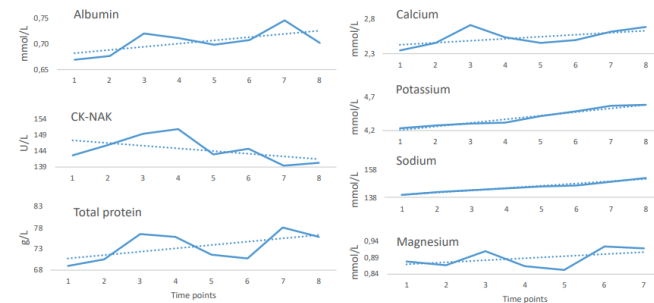 Albumin
mmol/L
0,75
0,70
0,65
1 2 3 4 5 6 7 8
CK-NAK
U/L
154
149
144
139
1 2 3 4 5 6 7 8
Total protein
g/L
83
78
73
68
1 2 3 4 5 6 7 8
Time points
Calcium
mmol/L
2,8
2,3
1 2 3 4 5 6 7 8
Potassium
mmol/L
4,7
4,2
1 2 3 4 5 6 7 8
Sodium
mmol/L
158
138
1 2 3 4 5 6 7 8
Magnesium
mmol/L
0,94
0,89
0,84
1 2 3 4 5 6 7
Time points